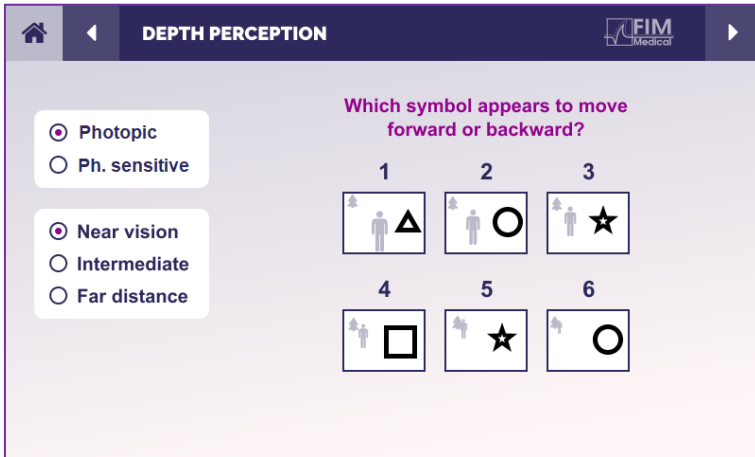 DEPTH PERCEPTION
FIM
Medical
Photopic
Ph. sensitive
Near vision
Intermediate
Far distance
Which symbol appears to move
forward or backward?
1 2 3
4 5 6